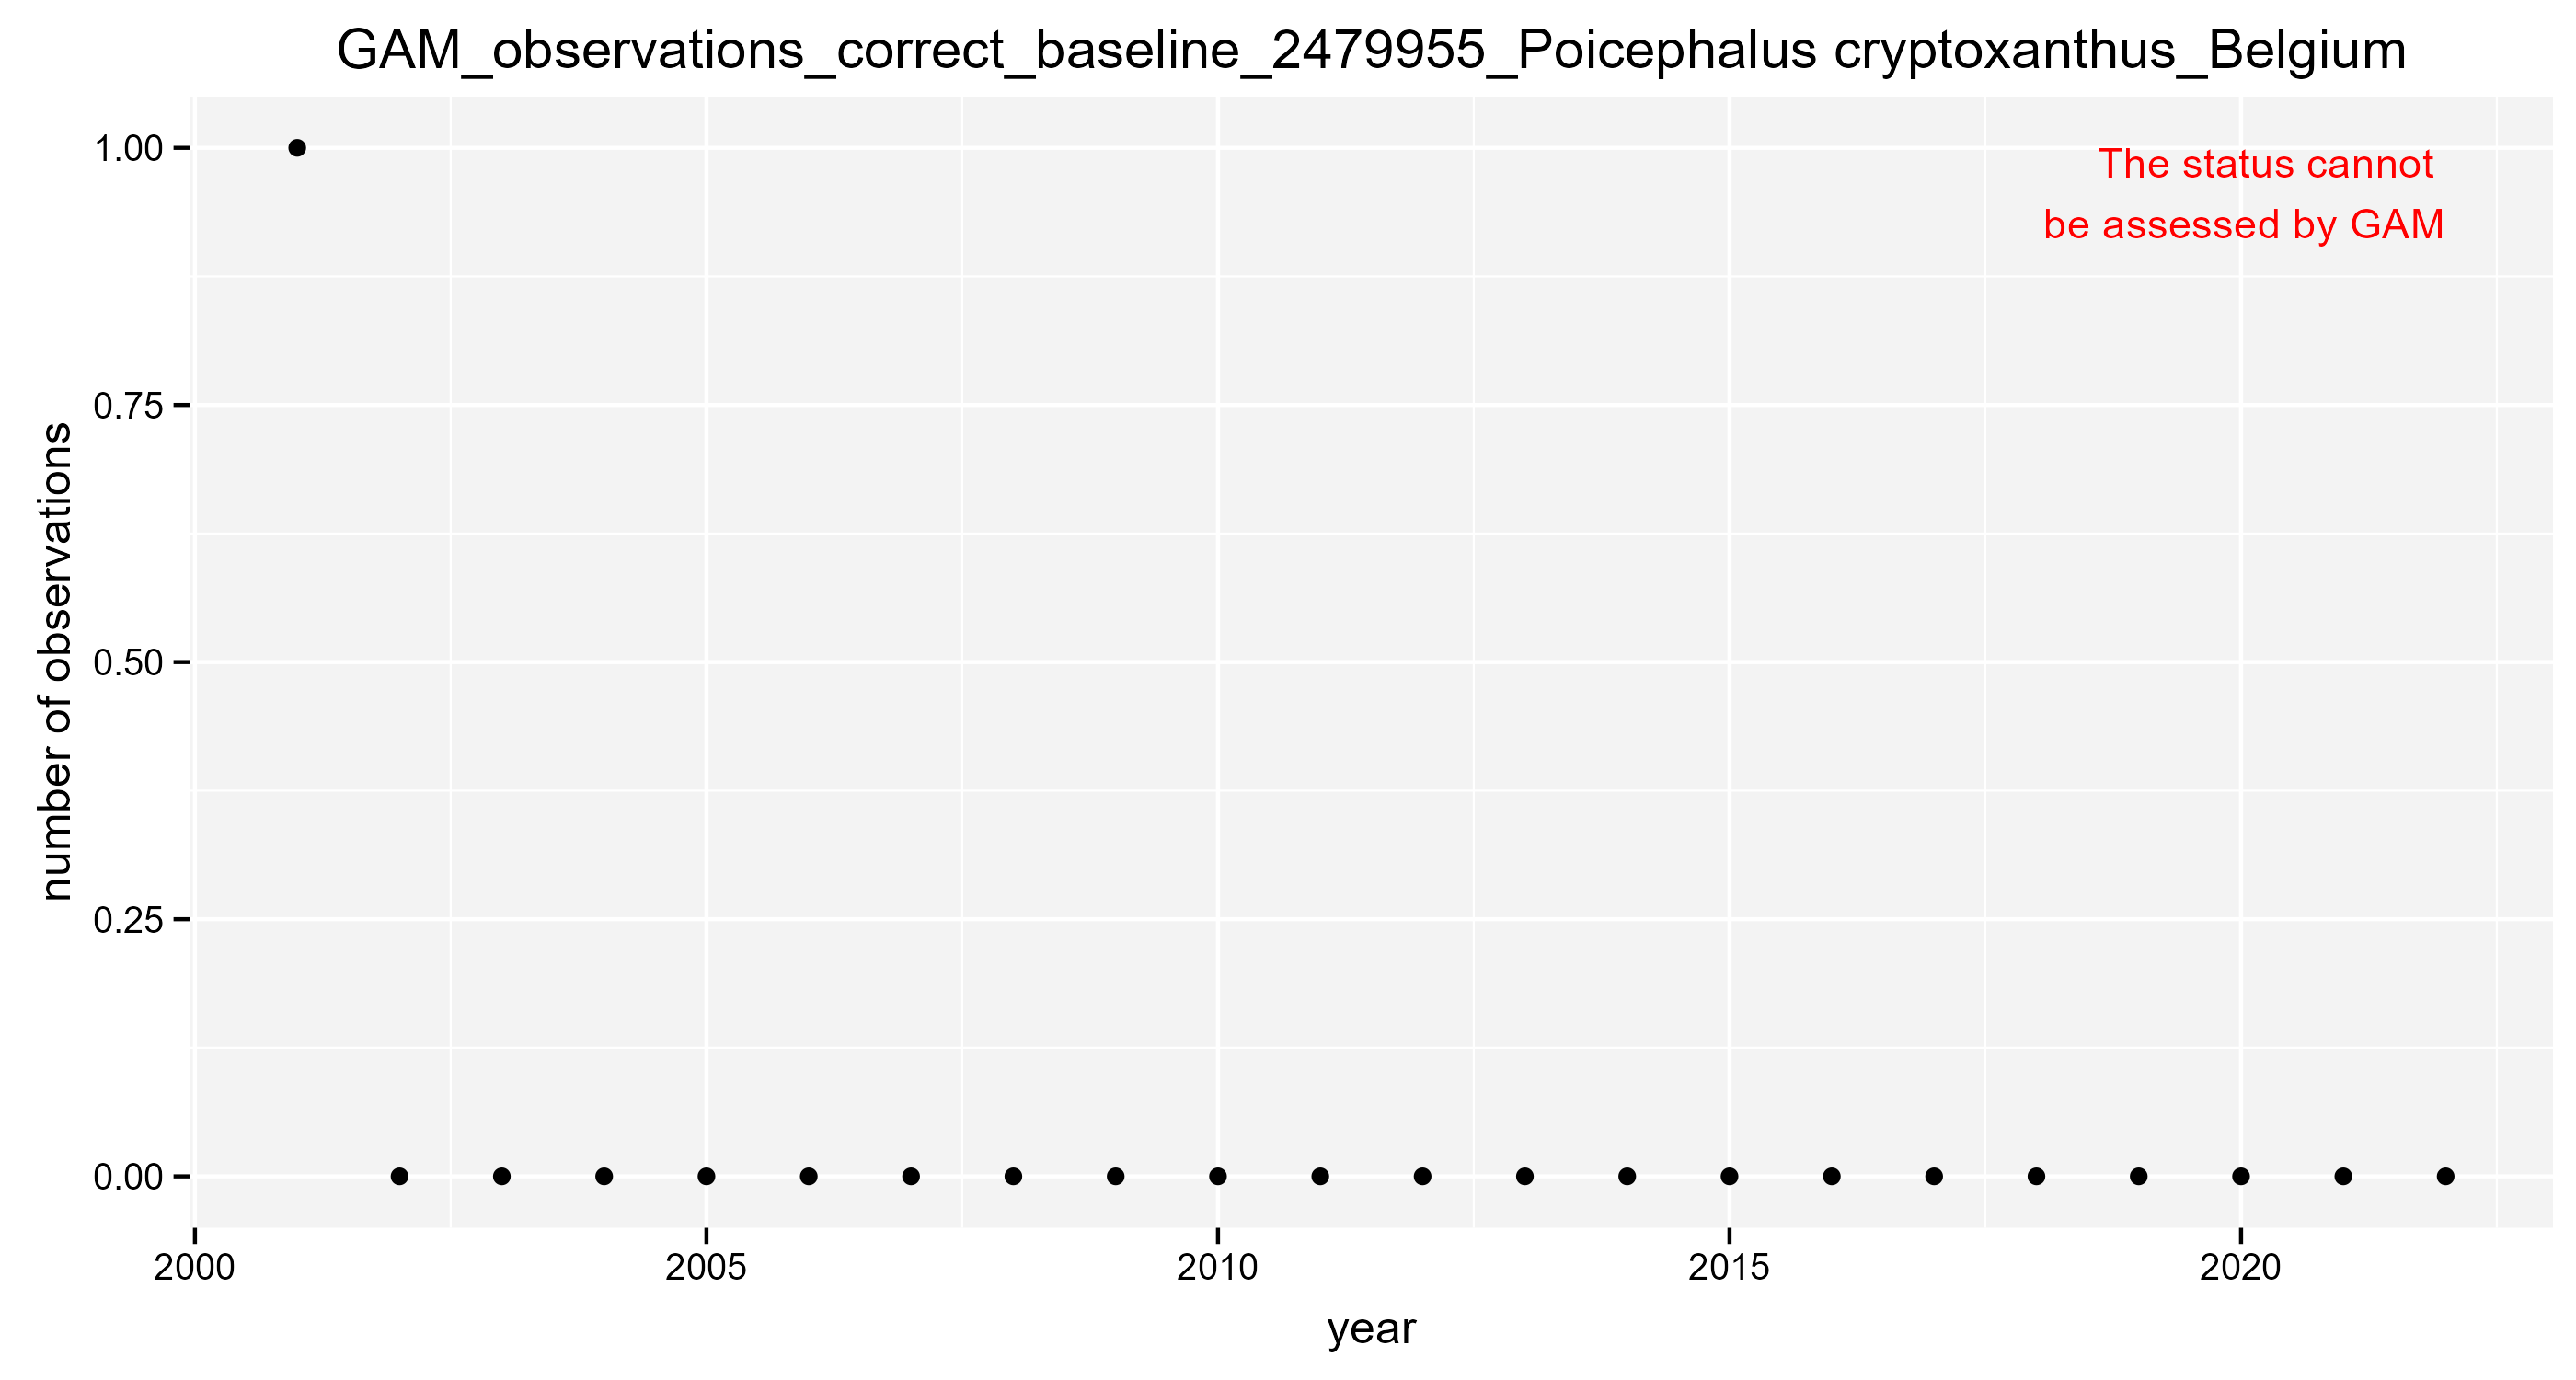 GAM_observations_correct_baseline_2479955_Poicephalus cryptoxanthus_Belgium
1.00
The status cannot
be assessed by GAM
0.75
number of observations
0.50
0.25
0.00
2000 2005 2010 2015 2020
year